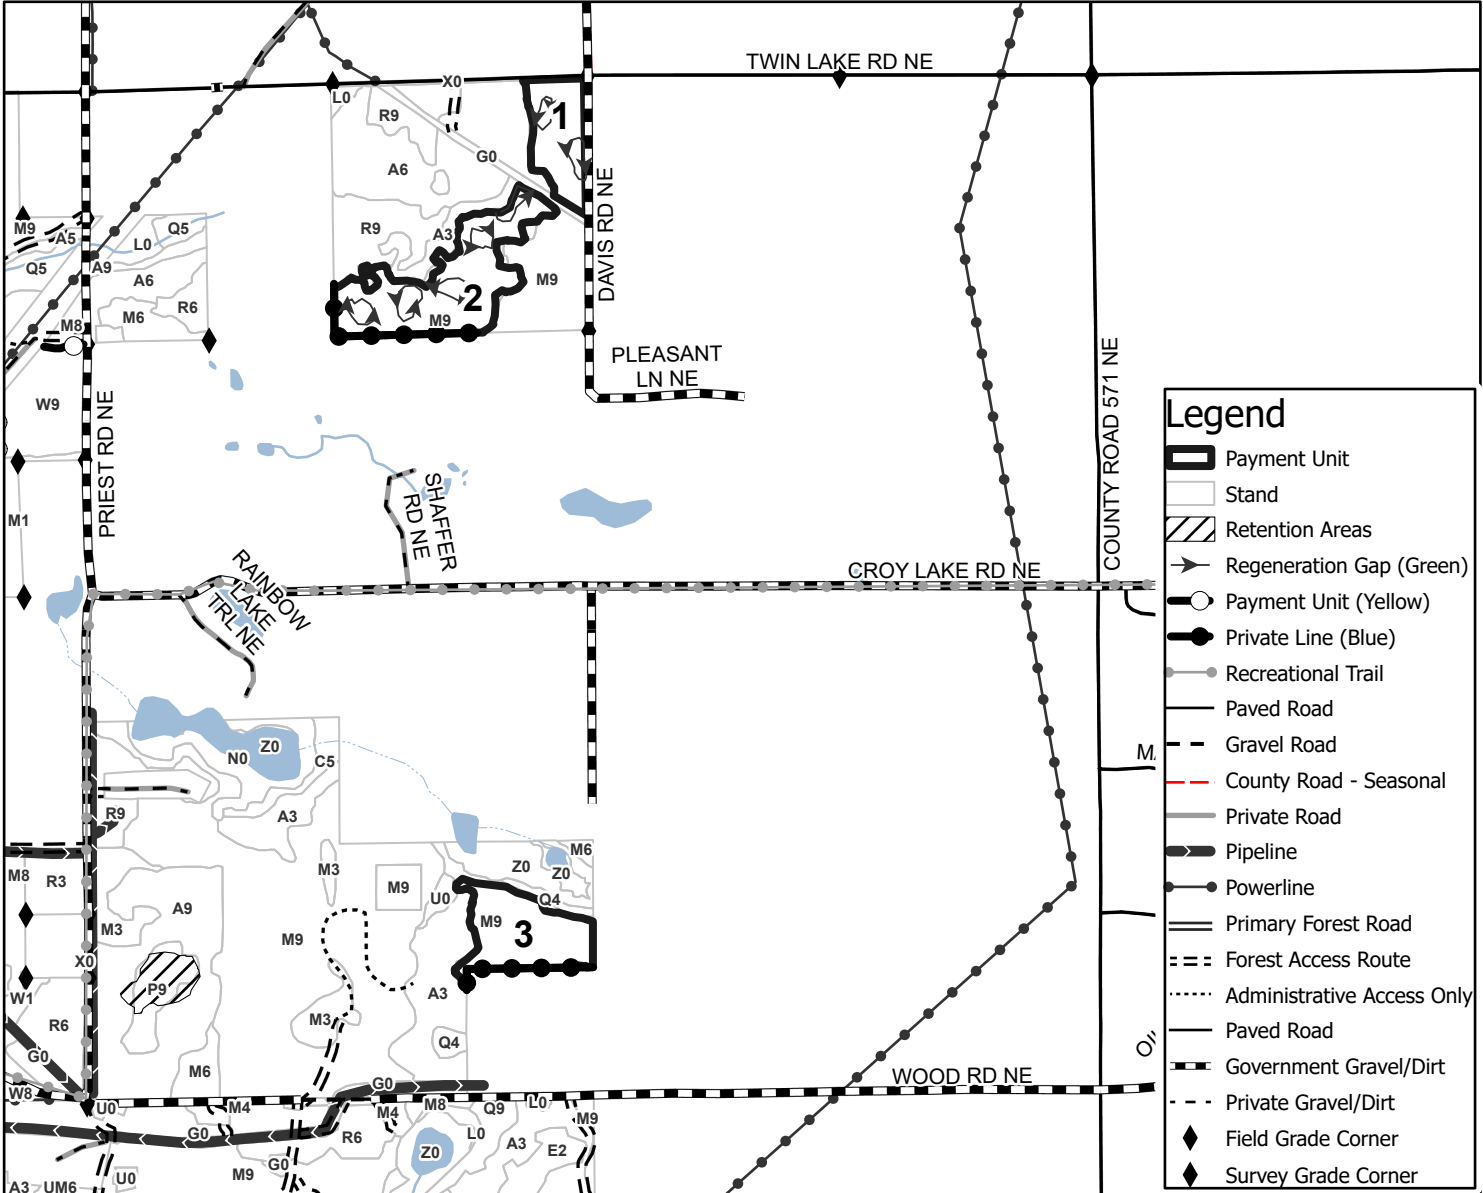 TWIN LAKE RD NE
X0
L0
R9
1
G0
A6
DAVIS RD NE
M9
A5
Q5
L0
R9
A3
Q5
A9
A6
M9
M6
R6
2
M8
M9
PLEASANT
LN NE
W9
PRIEST RD NE
COUNTY ROAD 571 NE
M1
SHAFFER
RD NE
RAINBOW
LAKE
TRL NE
CROY LAKE RD NE
Z0
N0
C5
M
R9
A3
M6
M8
R3
M3
M9
U0
Z0
Z0
Q4
A9
M9
3
M3
M9
X0
P9
W1
A3
R6
M3
Q4
G0
M6
G0
WOOD RD NE
W8
U0
M4
M4
M8
Q9
L0
M9
G0
R6
L0
A3
E2
Z0
G0
M9
U0
A3
UM6
Legend
Payment Unit
Stand
Retention Areas
Regeneration Gap (Green)
Payment Unit (Yellow)
Private Line (Blue)
Recreational Trail
Paved Road
Gravel Road
County Road - Seasonal
Private Road
Pipeline
Powerline
Primary Forest Road
Forest Access Route
Administrative Access Only
Paved Road
Government Gravel/Dirt
Private Gravel/Dirt
Field Grade Corner
Survey Grade Corner